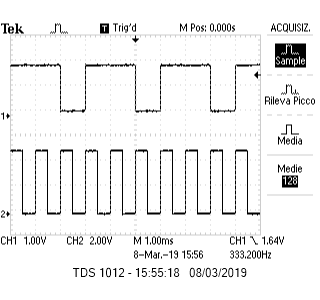 Tek T Trig'd M Pos: 0.000s ACQUISIZ.
Sample
Rileva Picco
Media
Medie
128
1
2
CH1 1.00V CH2 2.00V M 1.00ms CH1 1.64V
8-Mar.-19 15:56 333.200Hz
TDS 1012 - 15:55:18 08/03/2019